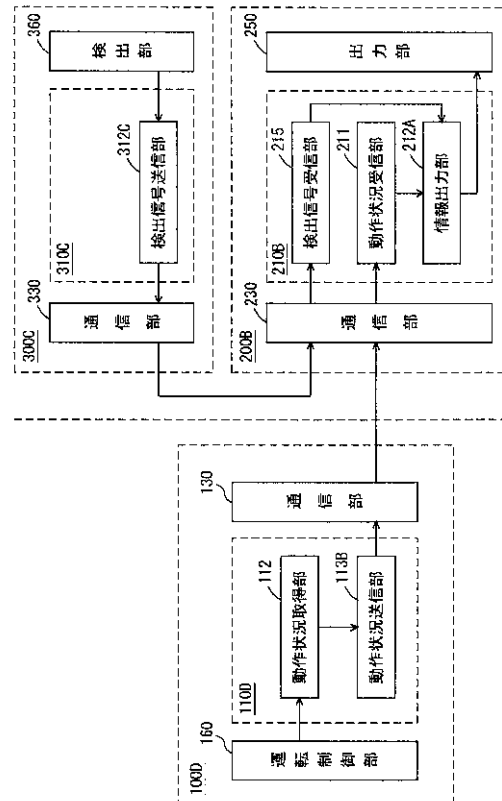 100D
160
運転制御部
110D
112
動作状況取得部
113B
動作状況送信部
130
通信部
300C
330
通信部
310C
312C
検出信号送信部
360
検出部
200B
230
通信部
210B
215
検出信号受信部
211
動作状況受信部
212A
情報出力部
250
出力部